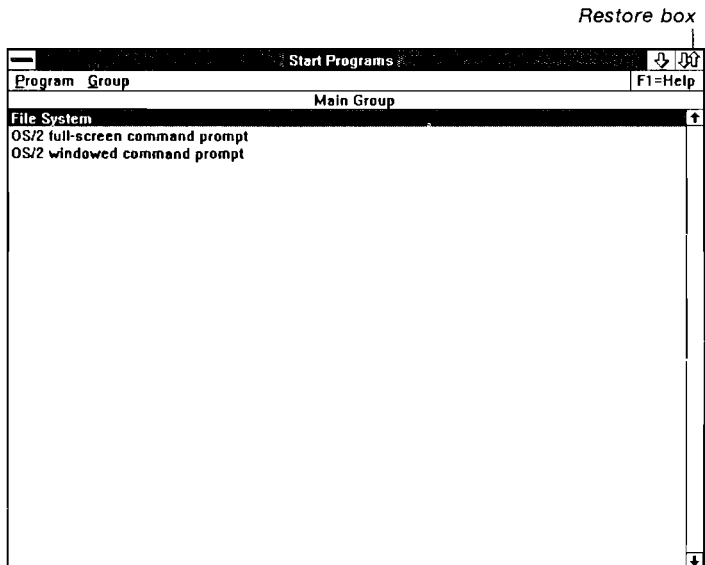 Restore box
Start Programs
Program Group F1=Help
Main Group
File System
OS/2 full-screen command prompt
OS/2 windowed command prompt